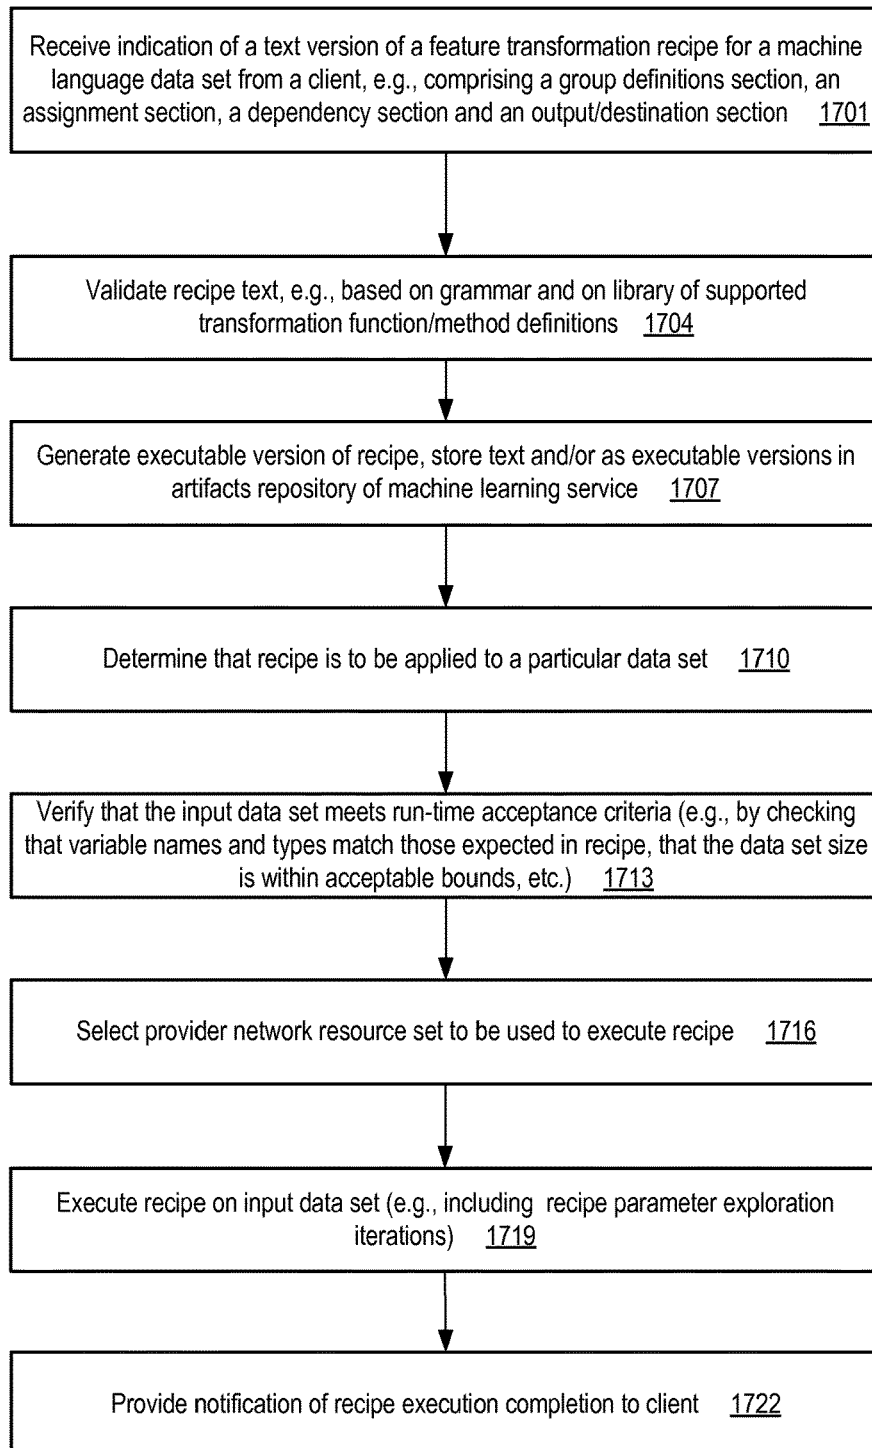 Receive indication of a text version of a feature transformation recipe for a machine
language data set from a client, e.g., comprising a group definitions section, an
assignment section, a dependency section and an output/destination section 1701
Validate recipe text, e.g., based on grammar and on library of supported
transformation function/method definitions 1704
Generate executable version of recipe, store text and/or as executable versions in
artifacts repository of machine learning service 1707
Determine that recipe is to be applied to a particular data set 1710
Verify that the input data set meets run-time acceptance criteria (e.g., by checking
that variable names and types match those expected in recipe, that the data set size
is within acceptable bounds, etc.) 1713
Select provider network resource set to be used to execute recipe 1716
Execute recipe on input data set (e.g., including recipe parameter exploration
iterations) 1719
Provide notification of recipe execution completion to client 1722